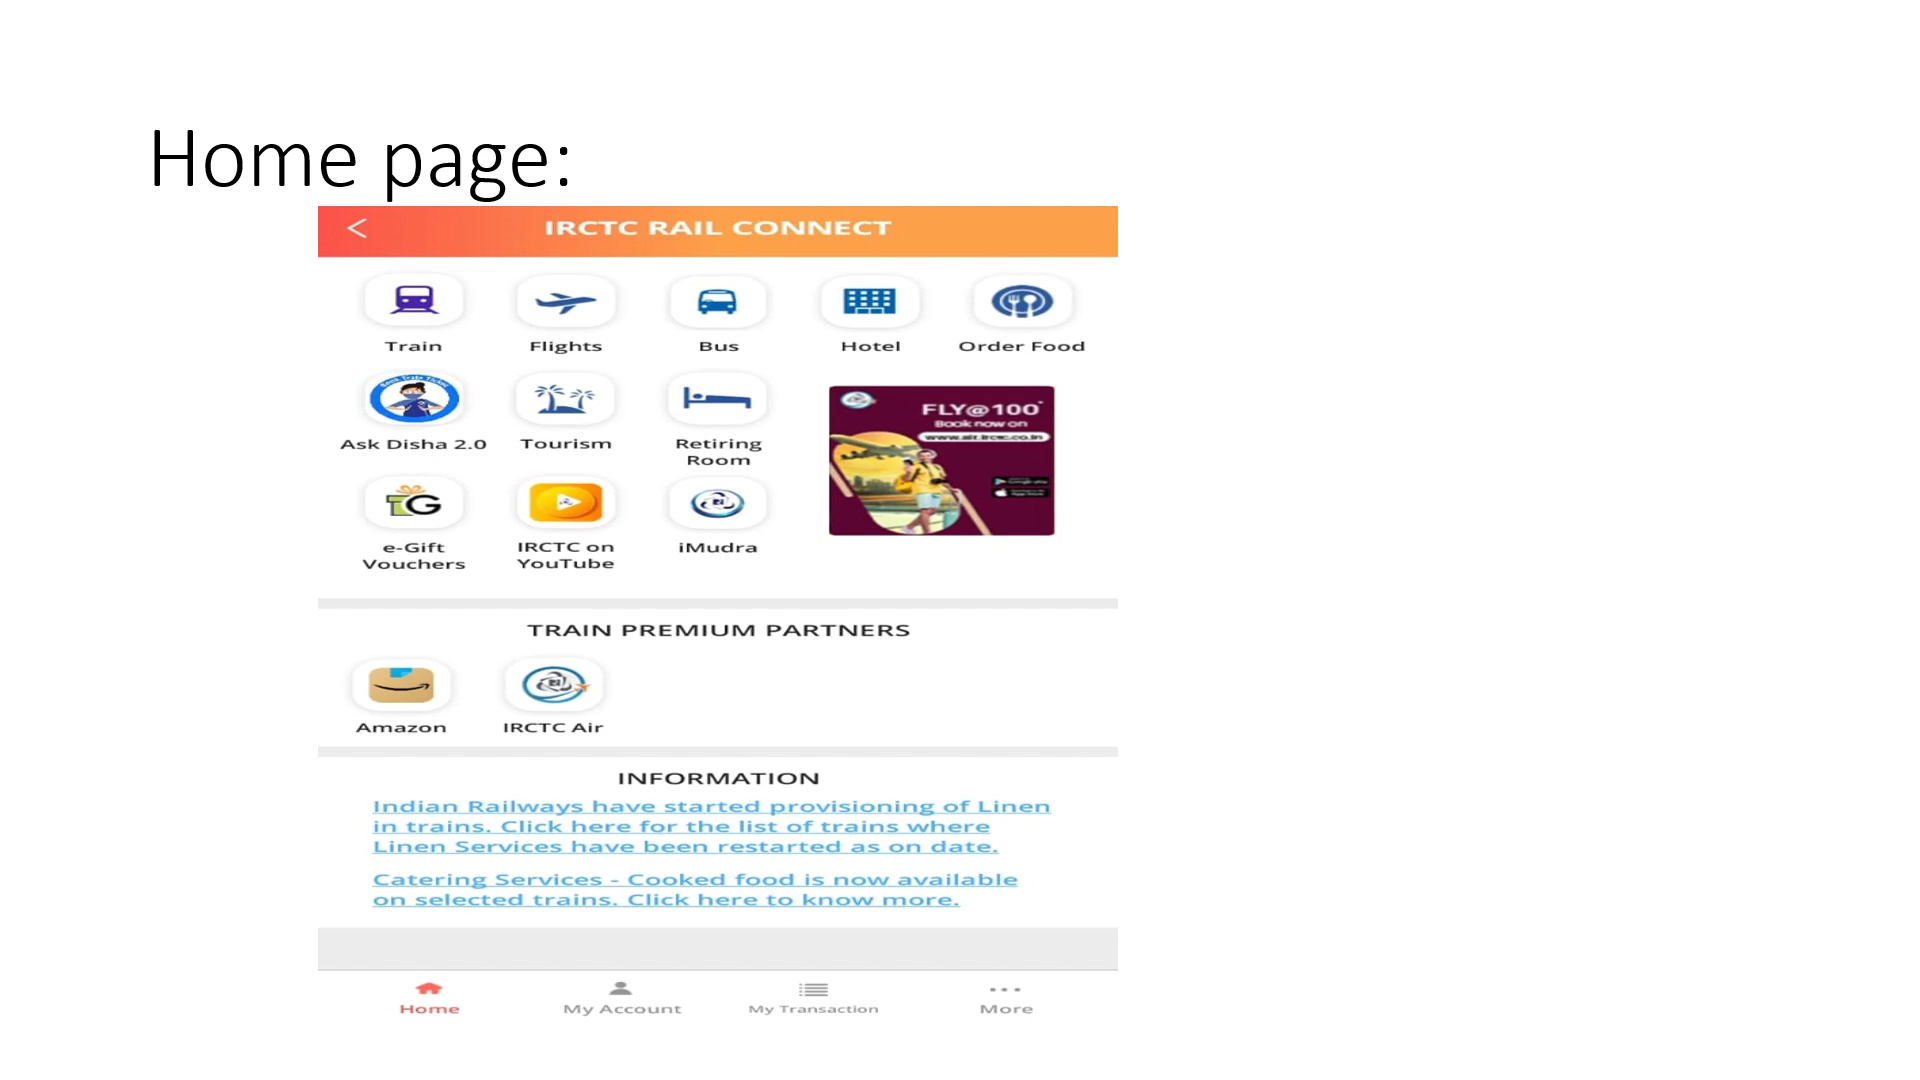 Home page:
IRCTC RAIL CONNECT
Train
Flights
Bus
Hotel
Order Food
Ask Disha 2.0
Tourism
Retiring
Room
FLY@100*
Book now on
www.air.irctc.co.in
e-Gift
Vouchers
IRCTC on
YouTube
iMudra
TRAIN PREMIUM PARTNERS
Amazon
IRCTC Air
INFORMATION
Indian Railways have started provisioning of Linen
in trains. Click here for the list of trains where
Linen Services have been restarted as on date.
Catering Services - Cooked food is now available
on selected trains. Click here to know more.
Home
My Account
My Transaction
More